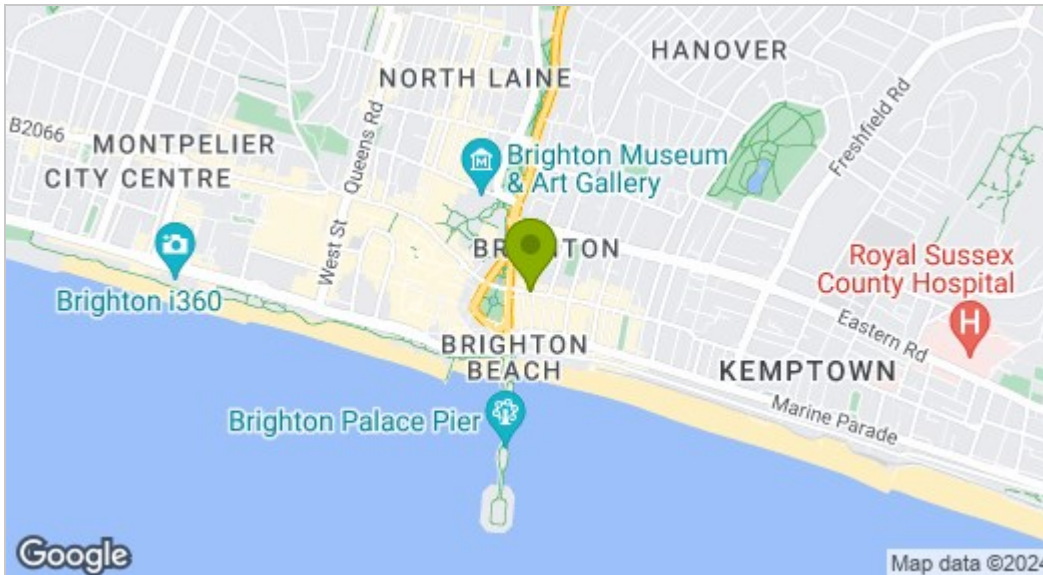 HANOVER
NORTH LAINE
B2066
MONTPELIER
CITY CENTRE
Queens Rd
Freshfield Rd
Brighton Museum
& Art Gallery
West St
BRIGHTON
Brighton i360
Royal Sussex
County Hospital
H
Eastern Rd
BRIGHTON
BEACH
KEMPTOWN
Marine Parade
Brighton Palace Pier
Google
Map data ©2024